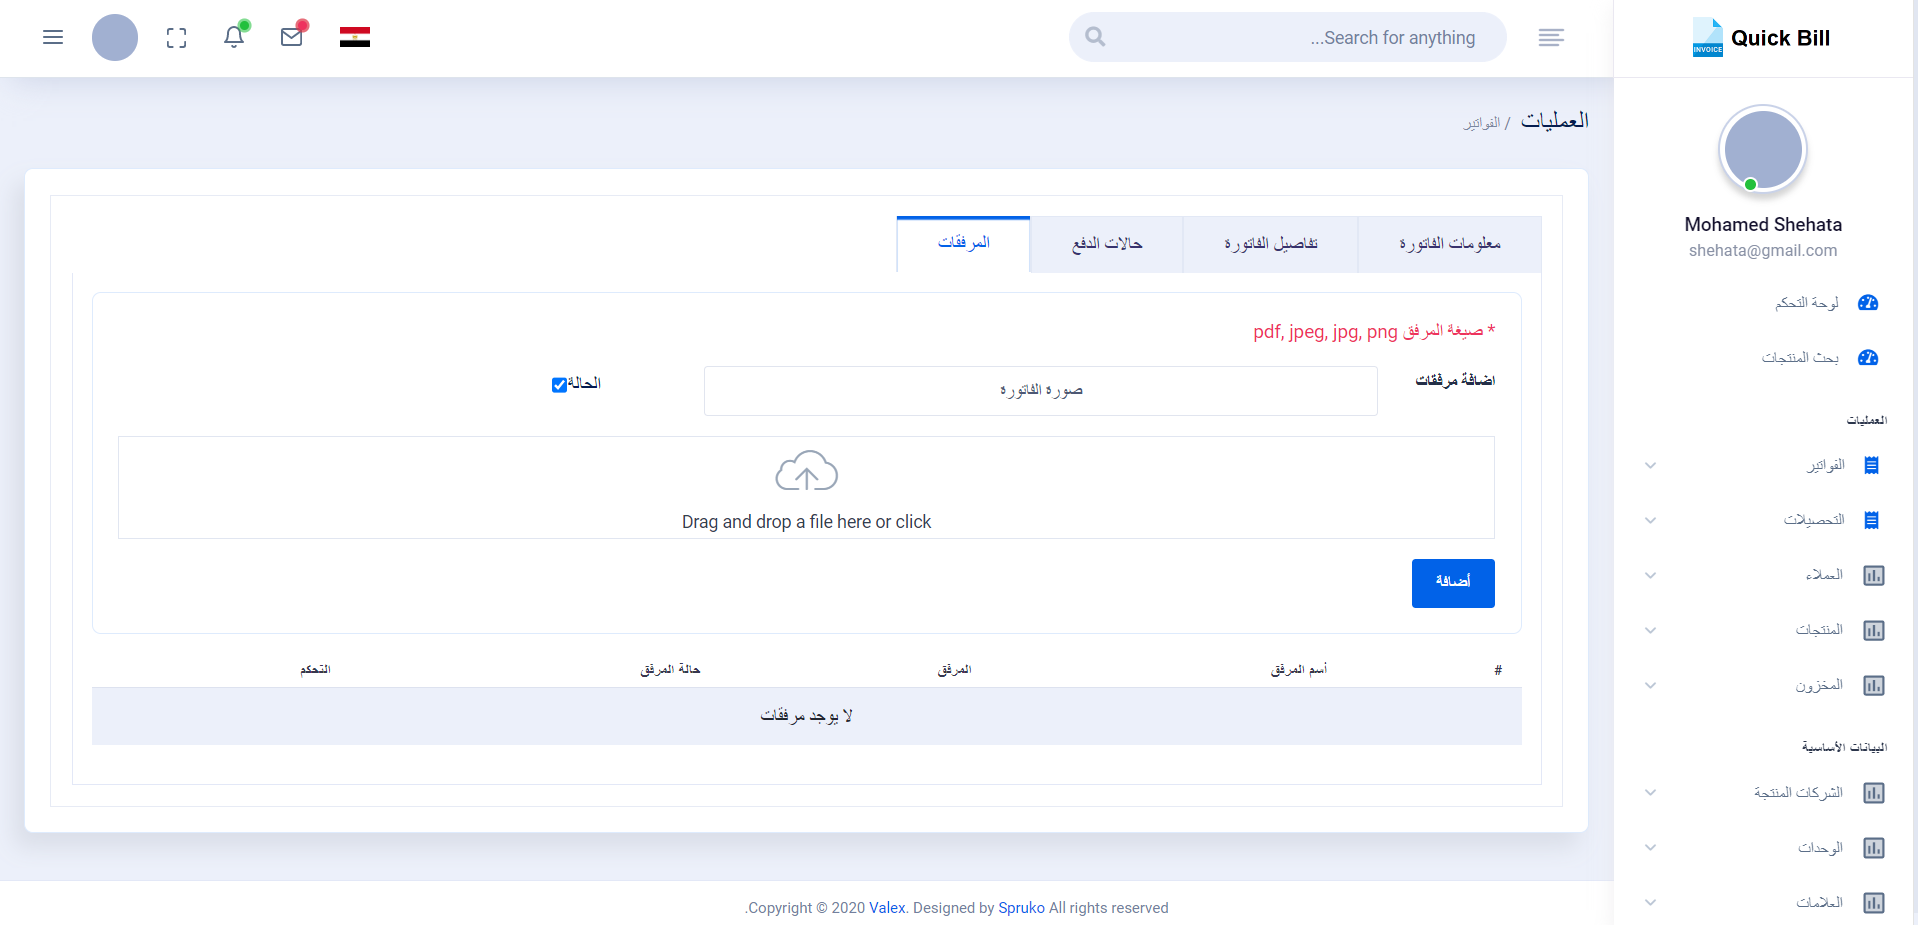 INVOICE
Quick Bill
Search for anything...
Mohamed Shehata
shehata@gmail.com
لوحة التحكم
بحث المنتجات
العمليات
الفواتير
التحصيلات
العملاء
المنتجات
المخزون
البيانات الأساسية
الشركات المنتجة
الوحدات
العلامات
العمليات / الفواتير
معلومات الفاتورة
تفاصيل الفاتورة
حالات الدفع
المرفقات
* صيغة المرفق pdf, jpeg, jpg, png
اضافة مرفقات
صورة الفاتورة
الحالة
Drag and drop a file here or click
أضافة
# أسم المرفق المرفق حالة المرفق التحكم
لا يوجد مرفقات
.Copyright © 2020 Valex. Designed by Spruko All rights reserved